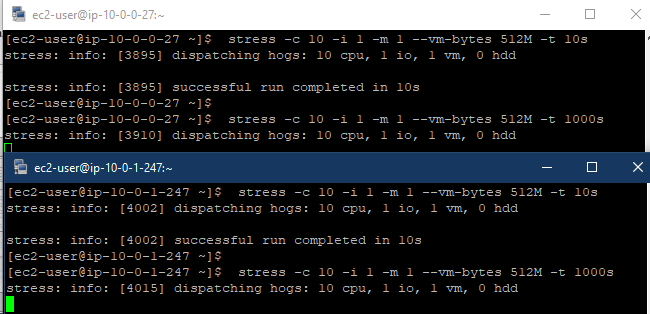 ec2-user@ip-10-0-0-27:~
[ec2-user@ip-10-0-0-27 ~]$  stress -c 10 -i 1 -m 1 --vm-bytes 512M -t 10s
stress: info: [3895] dispatching hogs: 10 cpu, 1 io, 1 vm, 0 hdd
stress: info: [3895] successful run completed in 10s
[ec2-user@ip-10-0-0-27 ~]$
[ec2-user@ip-10-0-0-27 ~]$  stress -c 10 -i 1 -m 1 --vm-bytes 512M -t 1000s
stress: info: [3910] dispatching hogs: 10 cpu, 1 io, 1 vm, 0 hdd
ec2-user@ip-10-0-1-247:~
[ec2-user@ip-10-0-1-247 ~]$  stress -c 10 -i 1 -m 1 --vm-bytes 512M -t 10s
stress: info: [4002] dispatching hogs: 10 cpu, 1 io, 1 vm, 0 hdd
stress: info: [4002] successful run completed in 10s
[ec2-user@ip-10-0-1-247 ~]$
[ec2-user@ip-10-0-1-247 ~]$  stress -c 10 -i 1 -m 1 --vm-bytes 512M -t 1000s
stress: info: [4015] dispatching hogs: 10 cpu, 1 io, 1 vm, 0 hdd